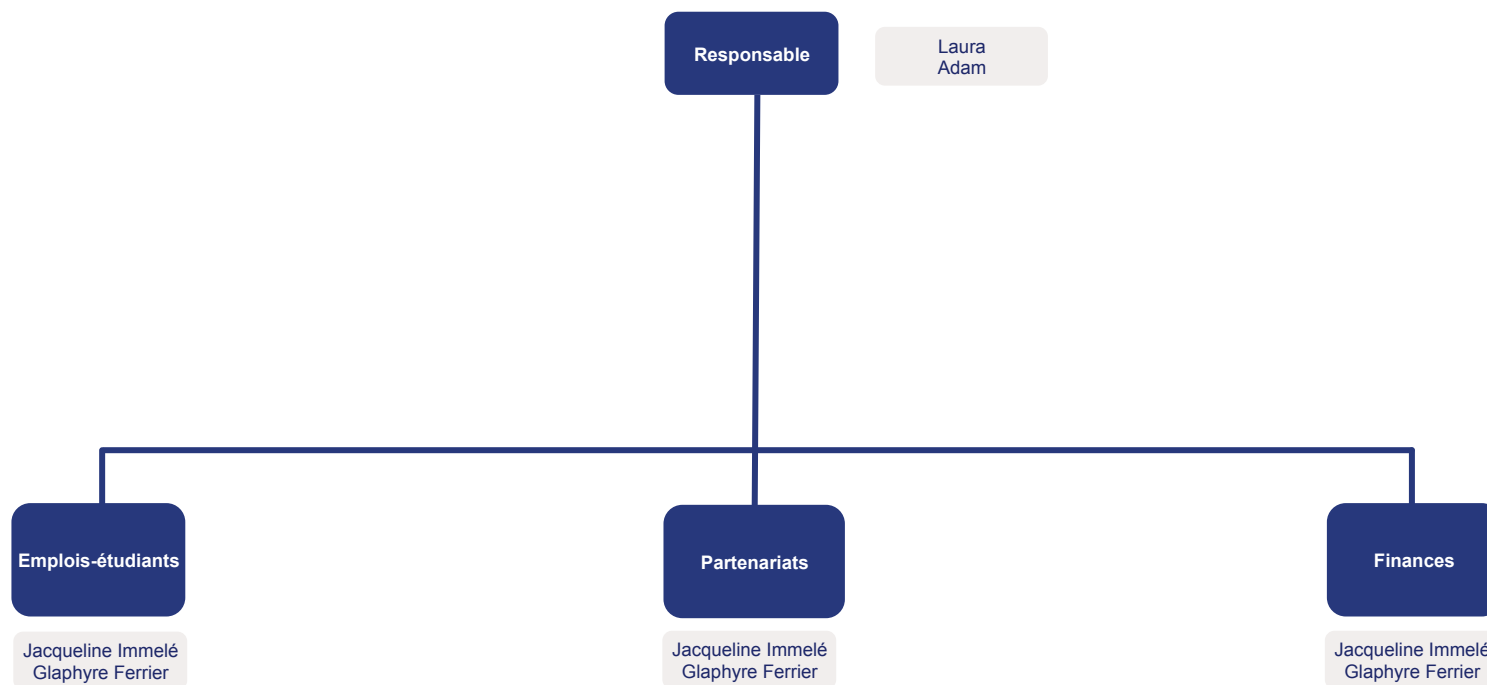 Responsable
Laura
Adam
Emplois-étudiants
Partenariats
Finances
Jacqueline Immelé
Glaphyre Ferrier
Jacqueline Immelé
Glaphyre Ferrier
Jacqueline Immelé
Glaphyre Ferrier